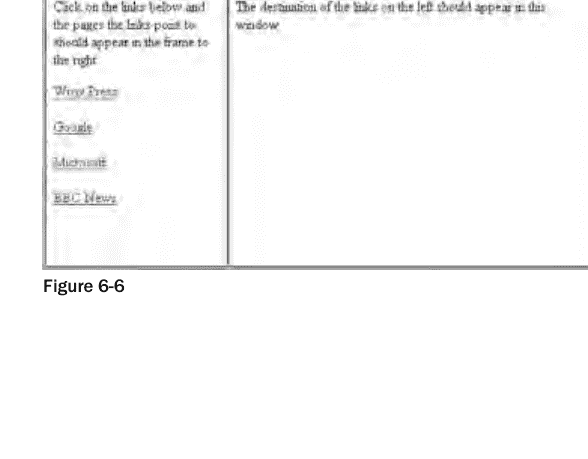 Click on the links below and
the pages the links point to
should appear in the frame to
the right
Wrox Press
Google
Microsoft
BBC News
The destination of the links on the left should appear in this
window
Figure 6-6